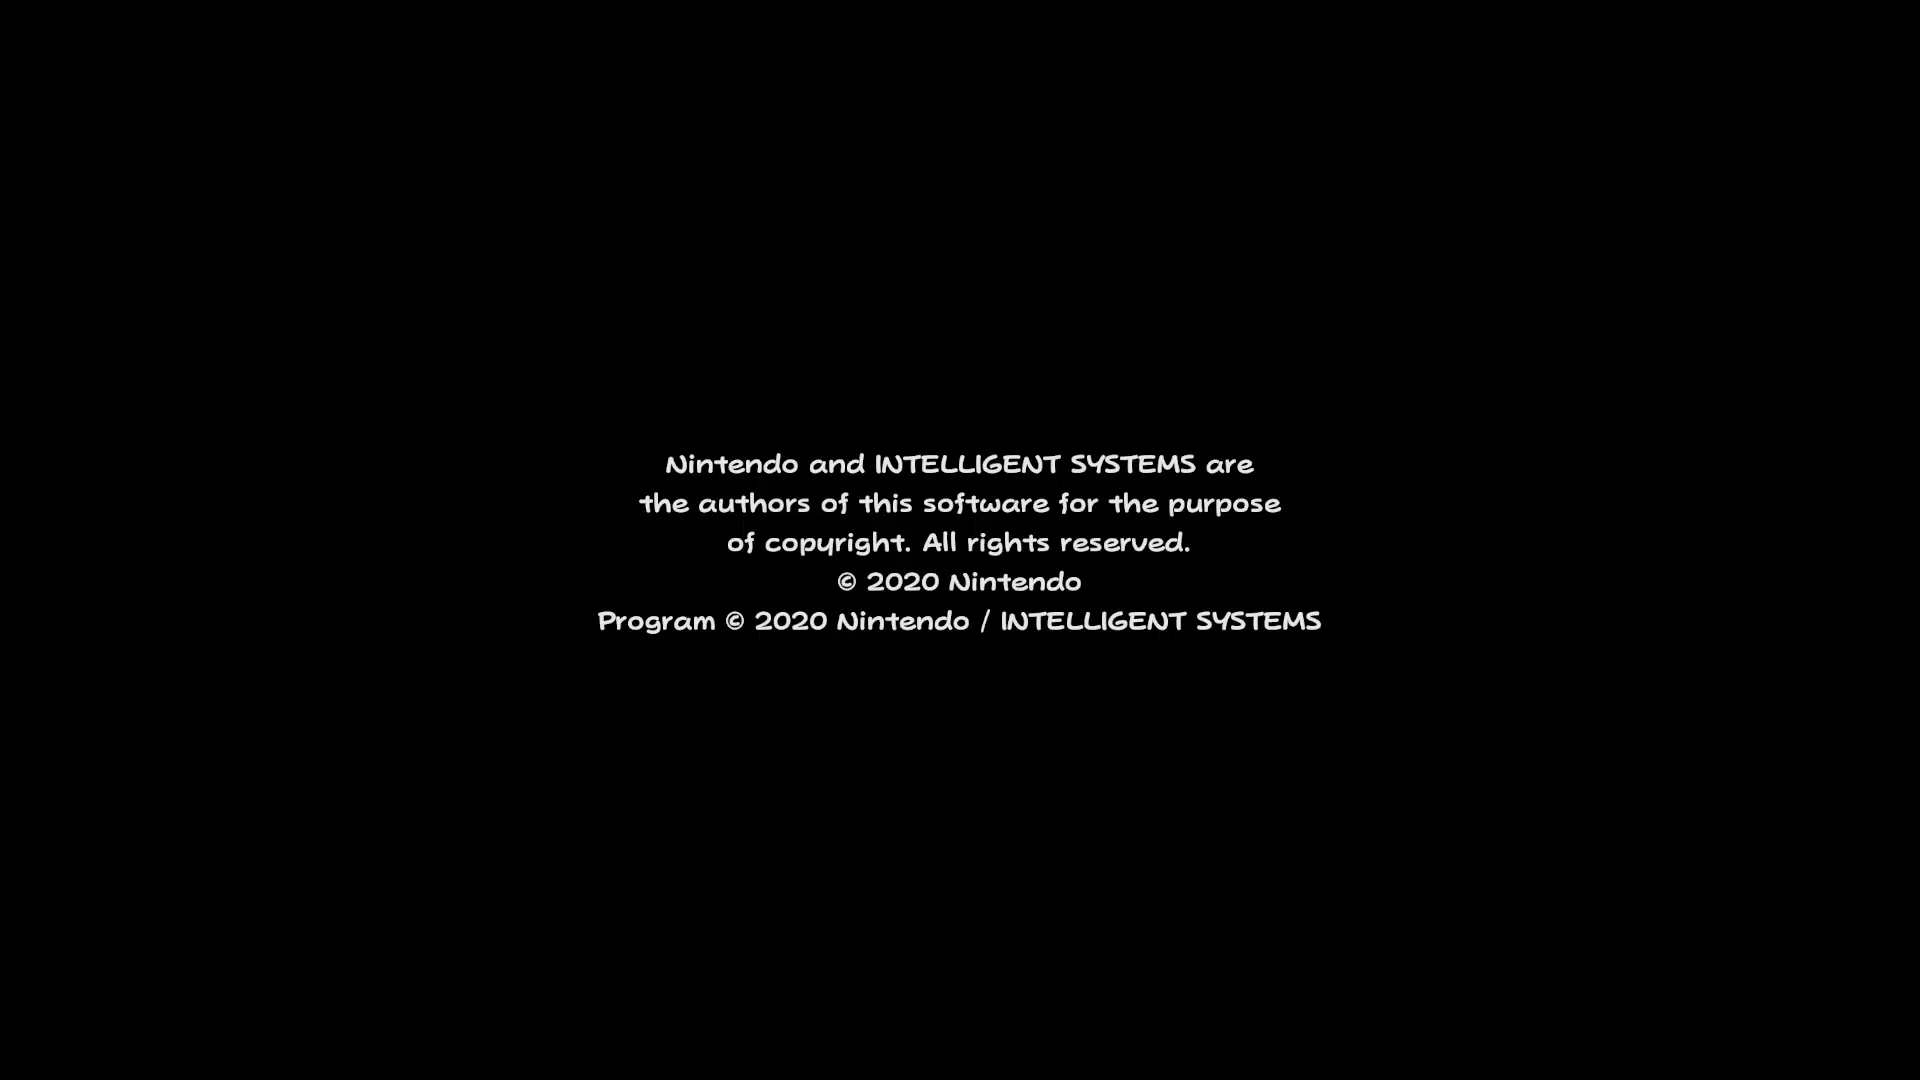 Nintendo and INTELLIGENT SYSTEMS are
the authors of this software for the purpose
of copyright. All rights reserved.
© 2020 Nintendo
Program © 2020 Nintendo / INTELLIGENT SYSTEMS